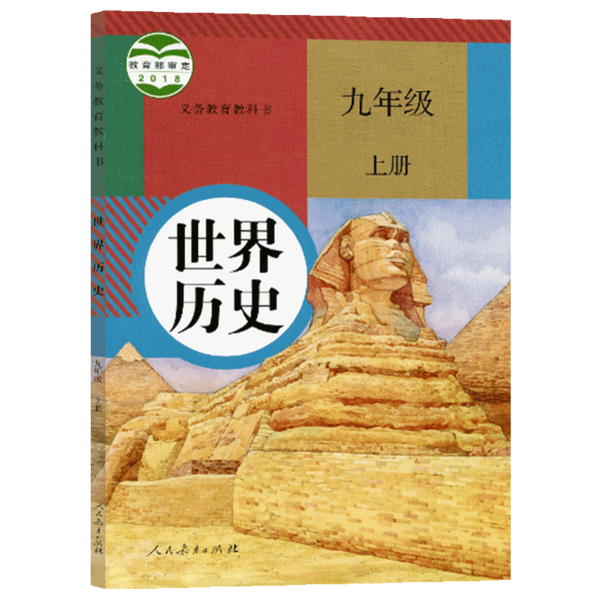 教育部审定
2018
义务教育教科书
九年级
上册
世界
历史
人民教育出版社
义务教育教科书
世界历史
九年级 上册